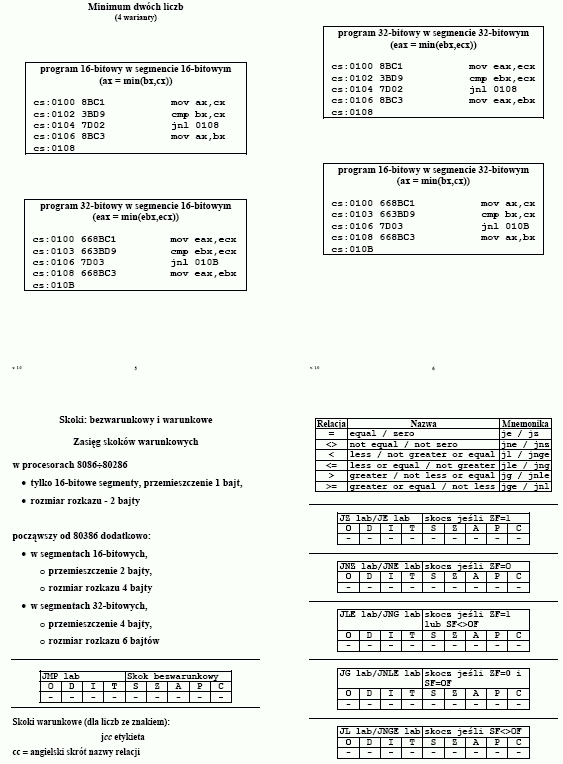 Minimum dwóch liczb
(4 warianty)
program 16-bitowy w segmencie 16-bitowym
(ax = min(bx,cx))
cs:0100 8BC1 mov ax,cx
cs:0102 3BD9 cmp bx,cx
cs:0104 7D02 jnl 0108
cs:0106 8BC3 mov ax,bx
cs:0108
program 32-bitowy w segmencie 16-bitowym
(eax = min(ebx,ecx))
cs:0100 668BC1 mov eax,ecx
cs:0103 663BD9 cmp ebx,ecx
cs:0106 7D03 jnl 010B
cs:0108 668BC3 mov eax,ebx
cs:010B
v 1.0 5
program 32-bitowy w segmencie 32-bitowym
(eax = min(ebx,ecx))
cs:0100 8BC1 mov eax,ecx
cs:0102 3BD9 cmp ebx,ecx
cs:0104 7D02 jnl 0108
cs:0106 8BC3 mov eax,ebx
cs:0108
program 16-bitowy w segmencie 32-bitowym
(ax = min(bx,cx))
cs:0100 668BC1 mov ax,cx
cs:0103 663BD9 cmp bx,cx
cs:0106 7D03 jnl 010B
cs:0108 668BC3 mov ax,bx
cs:010B
v 1.0 6
Skoki: bezwarunkowy i warunkowe
Zasięg skoków warunkowych
w procesorach 8086÷80286
• tylko 16-bitowe segmenty, przemieszczenie 1 bajt,
• rozmiar rozkazu - 2 bajty
począwszy od 80386 dodatkowo:
• w segmentach 16-bitowych,
o przemieszczenie 2 bajty,
o rozmiar rozkazu 4 bajty
• w segmentach 32-bitowych,
o przemieszczenie 4 bajty,
o rozmiar rozkazu 6 bajtów
JMP lab Skok bezwarunkowy
O D I T S Z A P C
- - - - - - - - -
Skoki warunkowe (dla liczb ze znakiem):
jcc etykieta
cc = angielski skrót nazwy relacji
Relacja Nazwa Mnemonika
= equal / zero je / jz
<> not equal / not zero jne / jnz
< less / not greater or equal jl / jnge
<= less or equal / not greater jle / jng
> greater / not less or equal jg / jnle
>= greater or equal / not less jge / jnl
JZ lab/JE lab skocz jeśli ZF=1
O D I T S Z A P C
- - - - - - - - -
JNZ lab/JNE lab skocz jeśli ZF=0
O D I T S Z A P C
- - - - - - - - -
JLE lab/JNG lab skocz jeśli ZF=1
lub SF<>OF
O D I T S Z A P C
- - - - - - - - -
JG lab/JNLE lab skocz jeśli ZF=0 i
SF=OF
O D I T S Z A P C
- - - - - - - - -
JL lab/JNGE lab skocz jeśli SF<>OF
O D I T S Z A P C
- - - - - - - - -